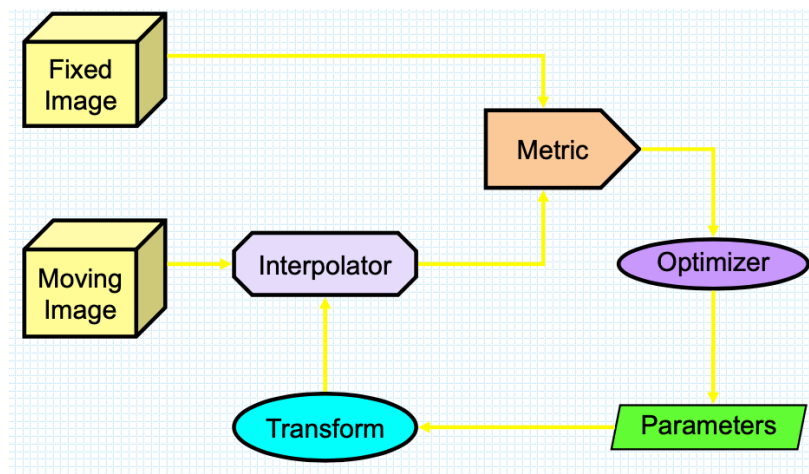 Fixed
Image
Metric
Moving
Image
Interpolator
Optimizer
Transform
Parameters